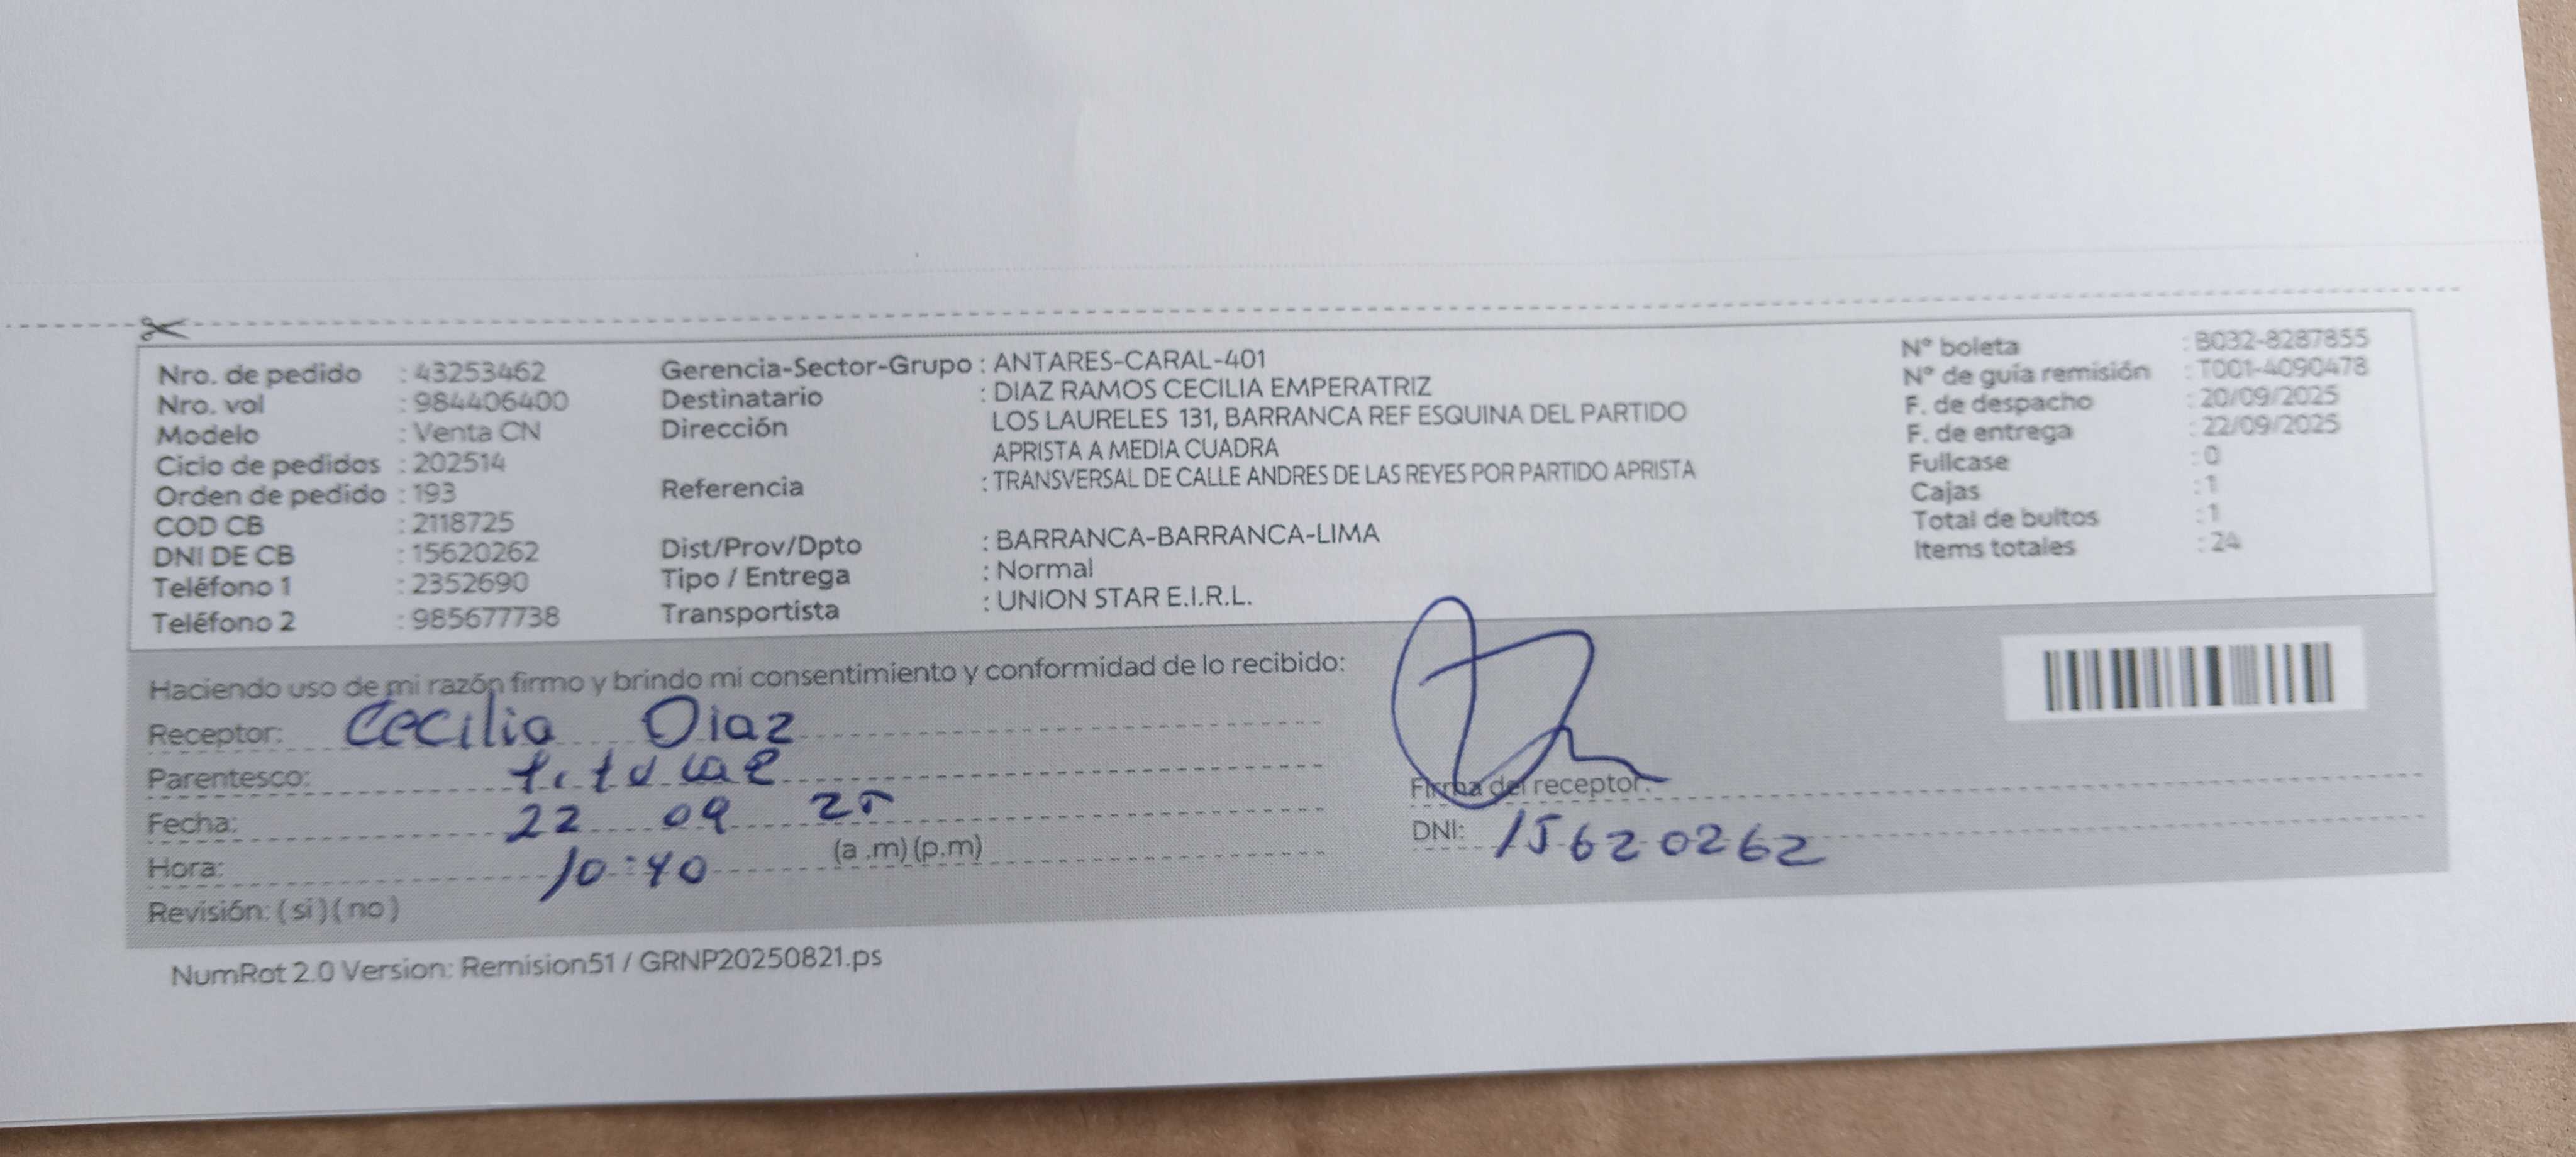 Nro. de pedido : 43253462
Nro. vol : 984406400
Modelo : Venta CN
Ciclo de pedidos : 202514
Orden de pedido : 193
COD CB : 2118725
DNI DE CB : 15620262
Teléfono 1 : 2352690
Teléfono 2 : 985677738
Gerencia-Sector-Grupo : ANTARES-CARAL-401
Destinatario : DIAZ RAMOS CECILIA EMPERATRIZ
Dirección LOS LAURELES 131, BARRANCA REF ESQUINA DEL PARTIDO
APRISTA A MEDIA CUADRA
Referencia : TRANSVERSAL DE CALLE ANDRES DE LAS REYES POR PARTIDO APRISTA
Dist/Prov/Dpto : BARRANCA-BARRANCA-LIMA
Tipo / Entrega : Normal
Transportista : UNION STAR E.I.R.L.
N° boleta : B032-8287855
N° de guía remisión : T001-4090478
F. de despacho : 20/09/2025
F. de entrega : 22/09/2025
Fullcase : 0
Cajas : 1
Total de bultos : 1
Items totales : 24
Haciendo uso de mi razón firmo y brindo mi consentimiento y conformidad de lo recibido:
Receptor: Cecilia Diaz
Parentesco: titular
Fecha: 22 09 25
Hora: 10:40 (a .m) (p.m)
Revisión: ( si ) ( no )
Firma del receptor:
DNI: 15620262
NumRot 2.0 Version: Remision51 / GRNP20250821.ps